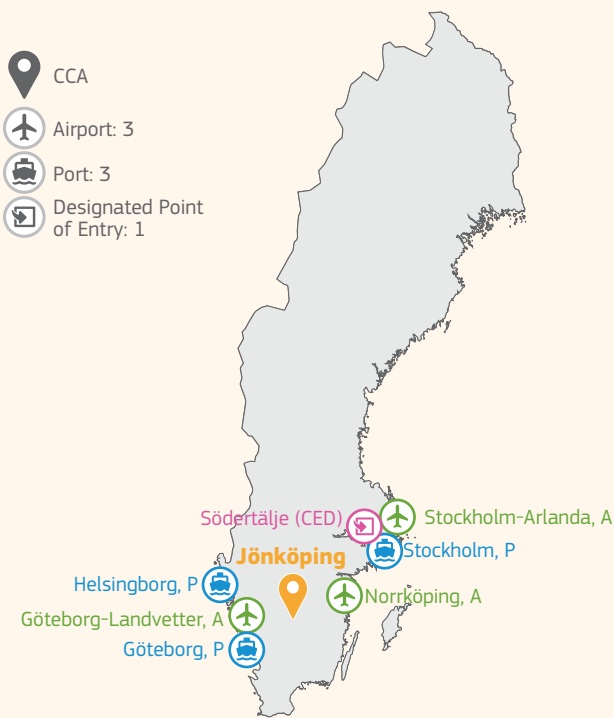 CCA
Airport: 3
Port: 3
Designated Point
of Entry: 1
Södertälje (CED)
Stockholm-Arlanda, A
Stockholm, P
Jönköping
Helsingborg, P
Norrköping, A
Göteborg-Landvetter, A
Göteborg, P